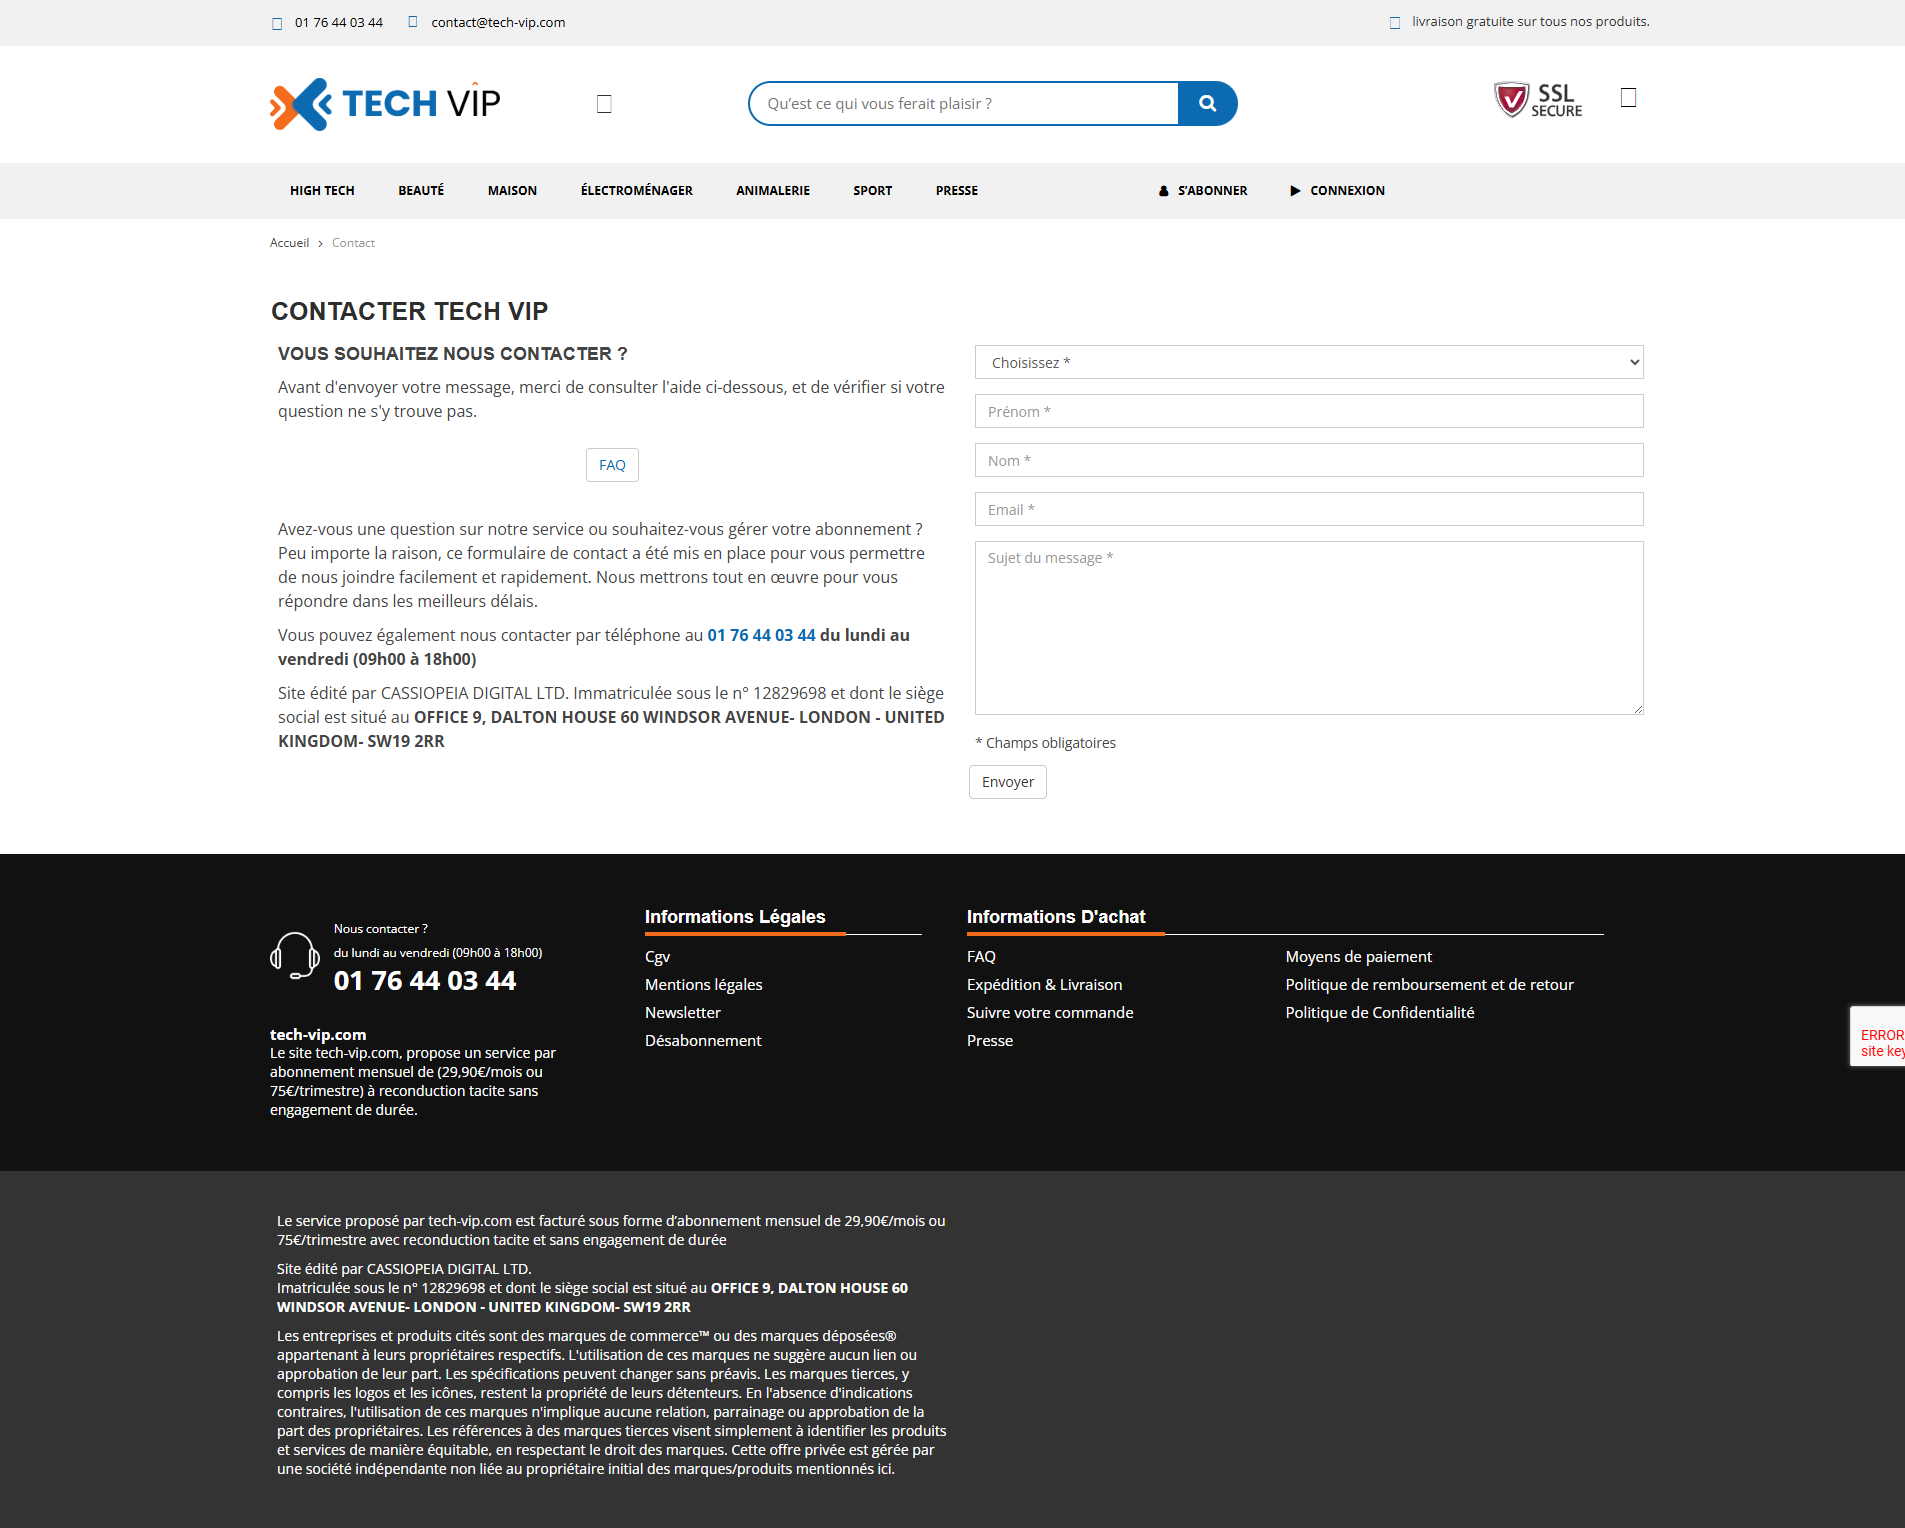 01 76 44 03 44
contact@tech-vip.com
livraison gratuite sur tous nos produits.
TECH VIP
Qu’est ce qui vous ferait plaisir ?
SSL
SECURE
HIGH TECH
BEAUTÉ
MAISON
ÉLECTROMÉNAGER
ANIMALERIE
SPORT
PRESSE
S’ABONNER
CONNEXION
Accueil > Contact
CONTACTER TECH VIP
VOUS SOUHAITEZ NOUS CONTACTER ?
Avant d'envoyer votre message, merci de consulter l'aide ci-dessous, et de vérifier si votre
question ne s'y trouve pas.
FAQ
Avez-vous une question sur notre service ou souhaitez-vous gérer votre abonnement ?
Peu importe la raison, ce formulaire de contact a été mis en place pour vous permettre
de nous joindre facilement et rapidement. Nous mettrons tout en œuvre pour vous
répondre dans les meilleurs délais.
Vous pouvez également nous contacter par téléphone au 01 76 44 03 44 du lundi au
vendredi (09h00 à 18h00)
Site édité par CASSIOPEIA DIGITAL LTD. Immatriculée sous le n° 12829698 et dont le siège
social est situé au OFFICE 9, DALTON HOUSE 60 WINDSOR AVENUE- LONDON - UNITED
KINGDOM- SW19 2RR
Choisissez *
Prénom *
Nom *
Email *
Sujet du message *
* Champs obligatoires
Envoyer
Nous contacter ?
du lundi au vendredi (09h00 à 18h00)
01 76 44 03 44
tech-vip.com
Le site tech-vip.com, propose un service par
abonnement mensuel de (29,90€/mois ou
75€/trimestre) à reconduction tacite sans
engagement de durée.
Informations Légales
Cgv
Mentions légales
Newsletter
Désabonnement
Informations D'achat
FAQ
Expédition & Livraison
Suivre votre commande
Presse
Moyens de paiement
Politique de remboursement et de retour
Politique de Confidentialité
ERROR
site key
Le service proposé par tech-vip.com est facturé sous forme d’abonnement mensuel de 29,90€/mois ou
75€/trimestre avec reconduction tacite et sans engagement de durée
Site édité par CASSIOPEIA DIGITAL LTD.
Imatriculée sous le n° 12829698 et dont le siège social est situé au OFFICE 9, DALTON HOUSE 60
WINDSOR AVENUE- LONDON - UNITED KINGDOM- SW19 2RR
Les entreprises et produits cités sont des marques de commerce™ ou des marques déposées®
appartenant à leurs propriétaires respectifs. L'utilisation de ces marques ne suggère aucun lien ou
approbation de leur part. Les spécifications peuvent changer sans préavis. Les marques tierces, y
compris les logos et les icônes, restent la propriété de leurs détenteurs. En l'absence d'indications
contraires, l'utilisation de ces marques n'implique aucune relation, parrainage ou approbation de la
part des propriétaires. Les références à des marques tierces visent simplement à identifier les produits
et services de manière équitable, en respectant le droit des marques. Cette offre privée est gérée par
une société indépendante non liée au propriétaire initial des marques/produits mentionnés ici.